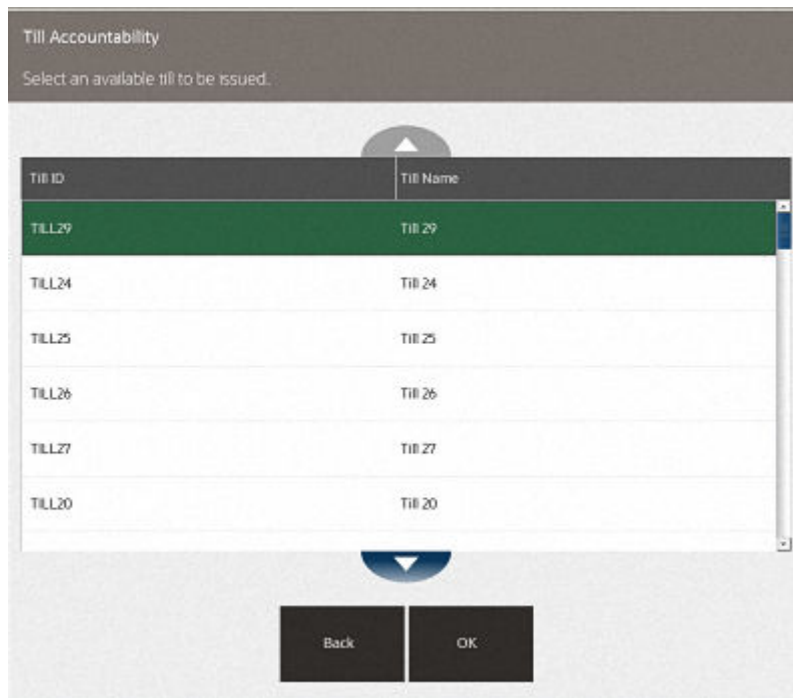 Till Accountability
Select an available till to be issued.
Till ID Till Name
TILL29 Till 29
TILL24 Till 24
TILL25 Till 25
TILL26 Till 26
TILL27 Till 27
TILL20 Till 20
Back OK